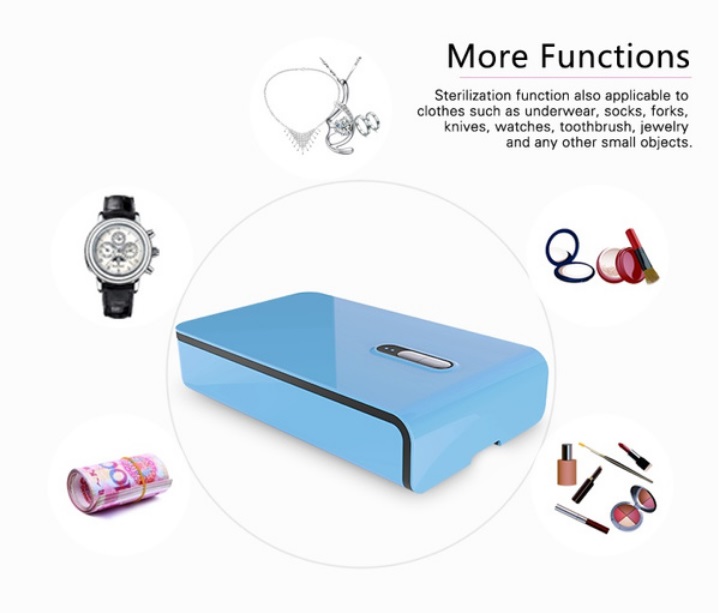 More Functions
Sterilization function also applicable to
clothes such as underwear, socks, forks,
knives, watches, toothbrush, jewelry
and any other small objects.
100